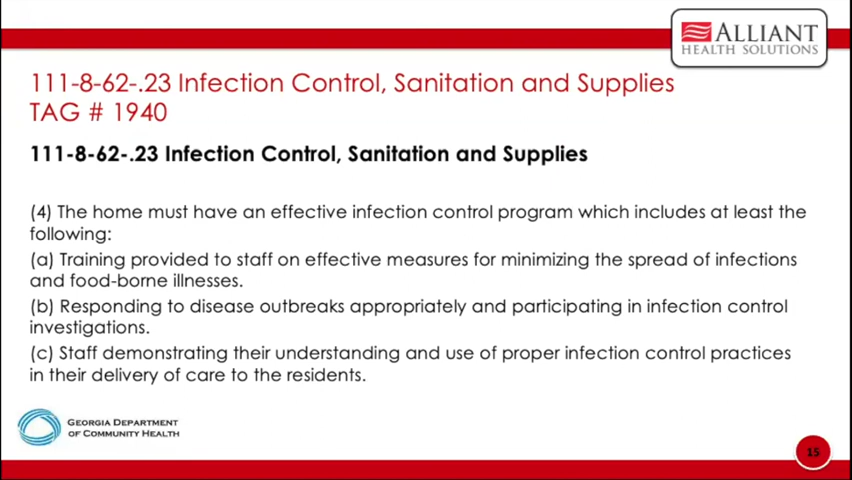 ALLIANT
HEALTH SOLUTIONS
111-8-62-.23 Infection Control, Sanitation and Supplies
TAG # 1940
111-8-62-.23 Infection Control, Sanitation and Supplies
(4) The home must have an effective infection control program which includes at least the
following:
(a) Training provided to staff on effective measures for minimizing the spread of infections
and food-borne illnesses.
(b) Responding to disease outbreaks appropriately and participating in infection control
investigations.
(c) Staff demonstrating their understanding and use of proper infection control practices
in their delivery of care to the residents.
GEORGIA DEPARTMENT
OF COMMUNITY HEALTH
15